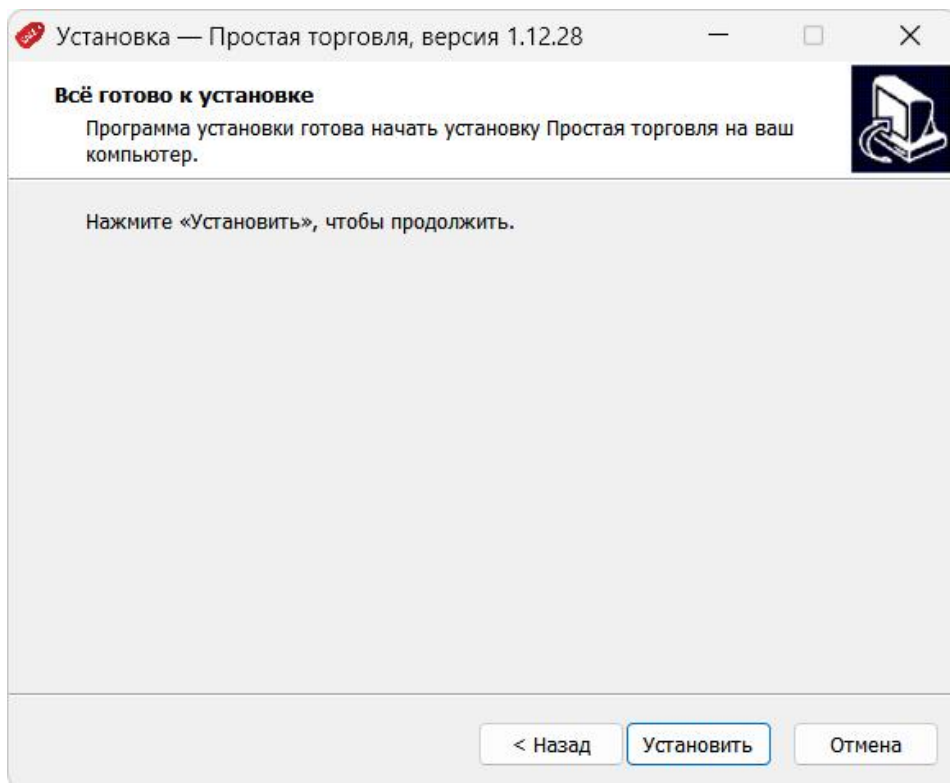 Установка — Простая торговля, версия 1.12.28
Всё готово к установке
Программа установки готова начать установку Простая торговля на ваш
компьютер.
Нажмите «Установить», чтобы продолжить.
< Назад
Установить
Отмена